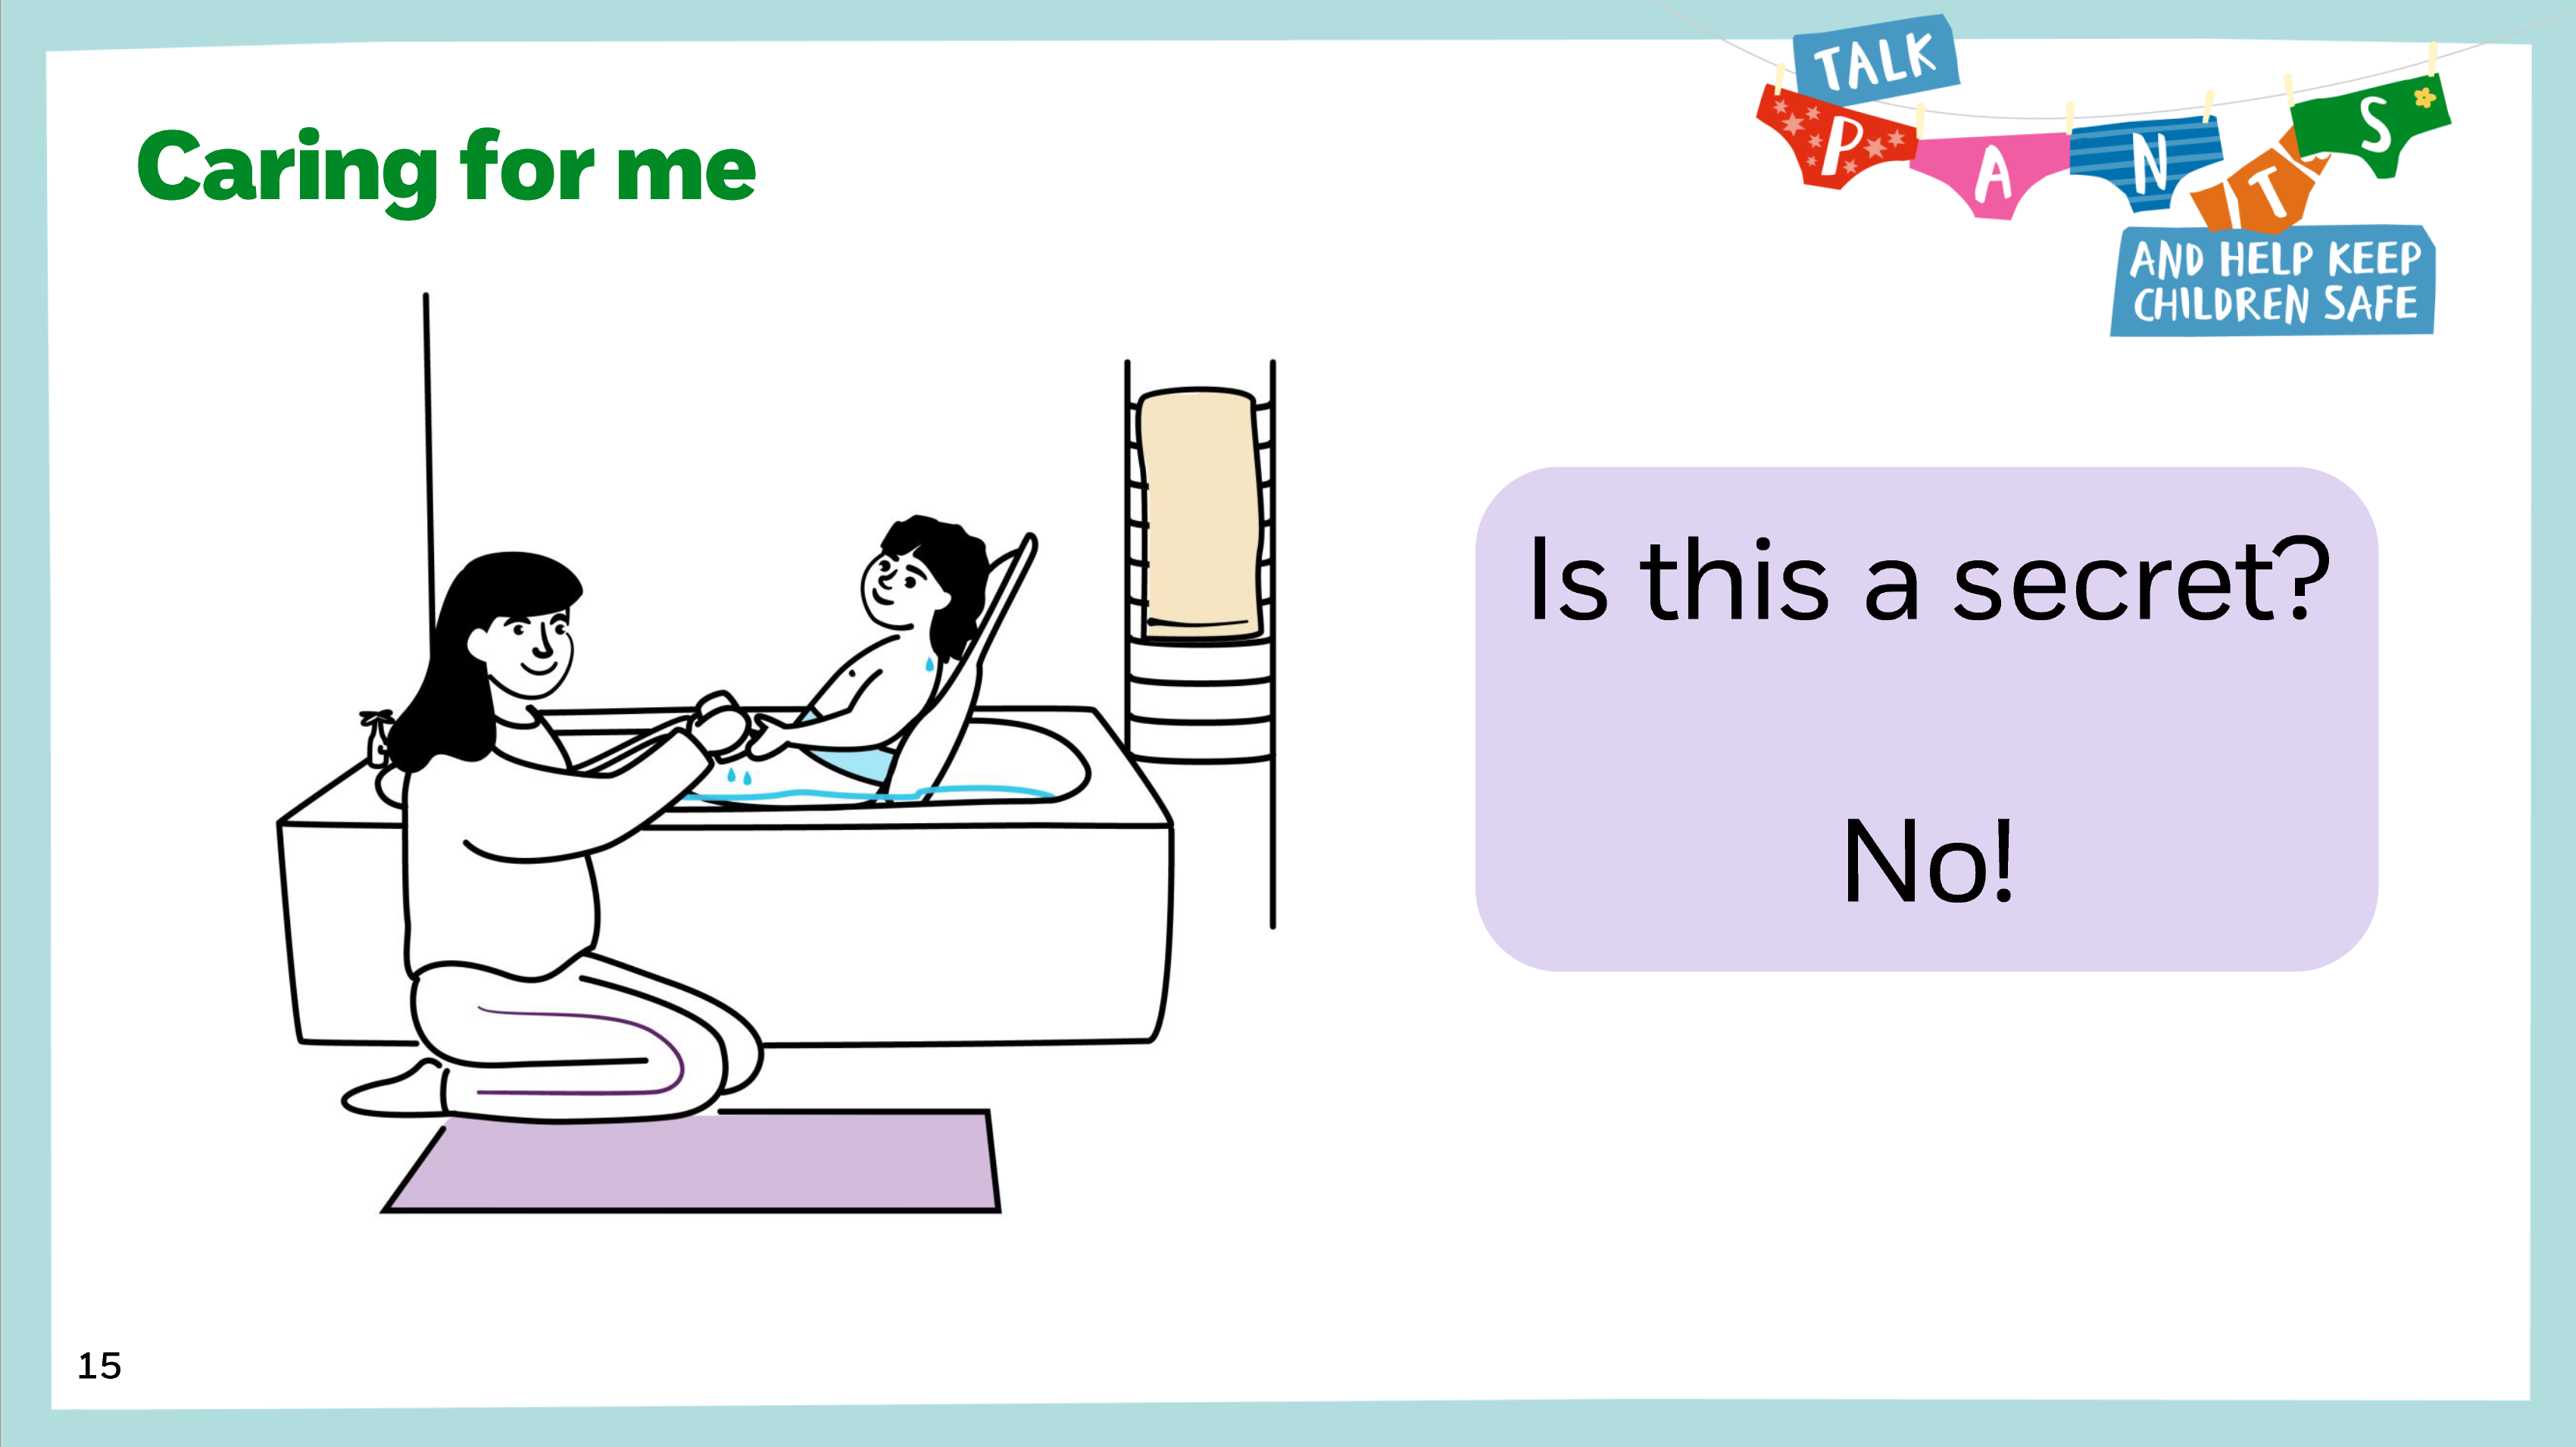 Caring for me
TALK
PANTS
AND HELP KEEP
CHILDREN SAFE
Is this a secret?
No!
15